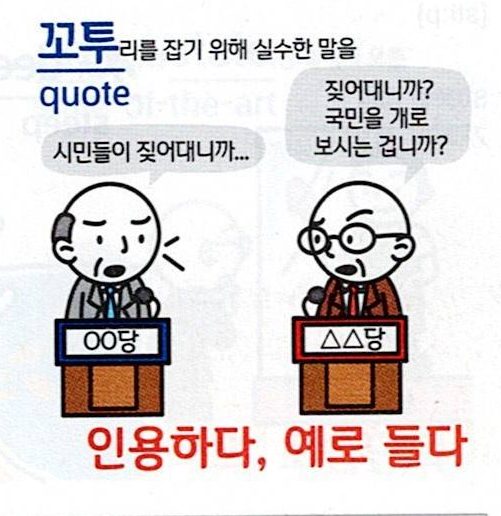 꼬투리를 잡기 위해 실수한 말을
quote
시민들이 짖어대니까...
짖어대니까?
국민을 개로
보시는 겁니까?
OO당
△△당
인용하다, 예로 들다